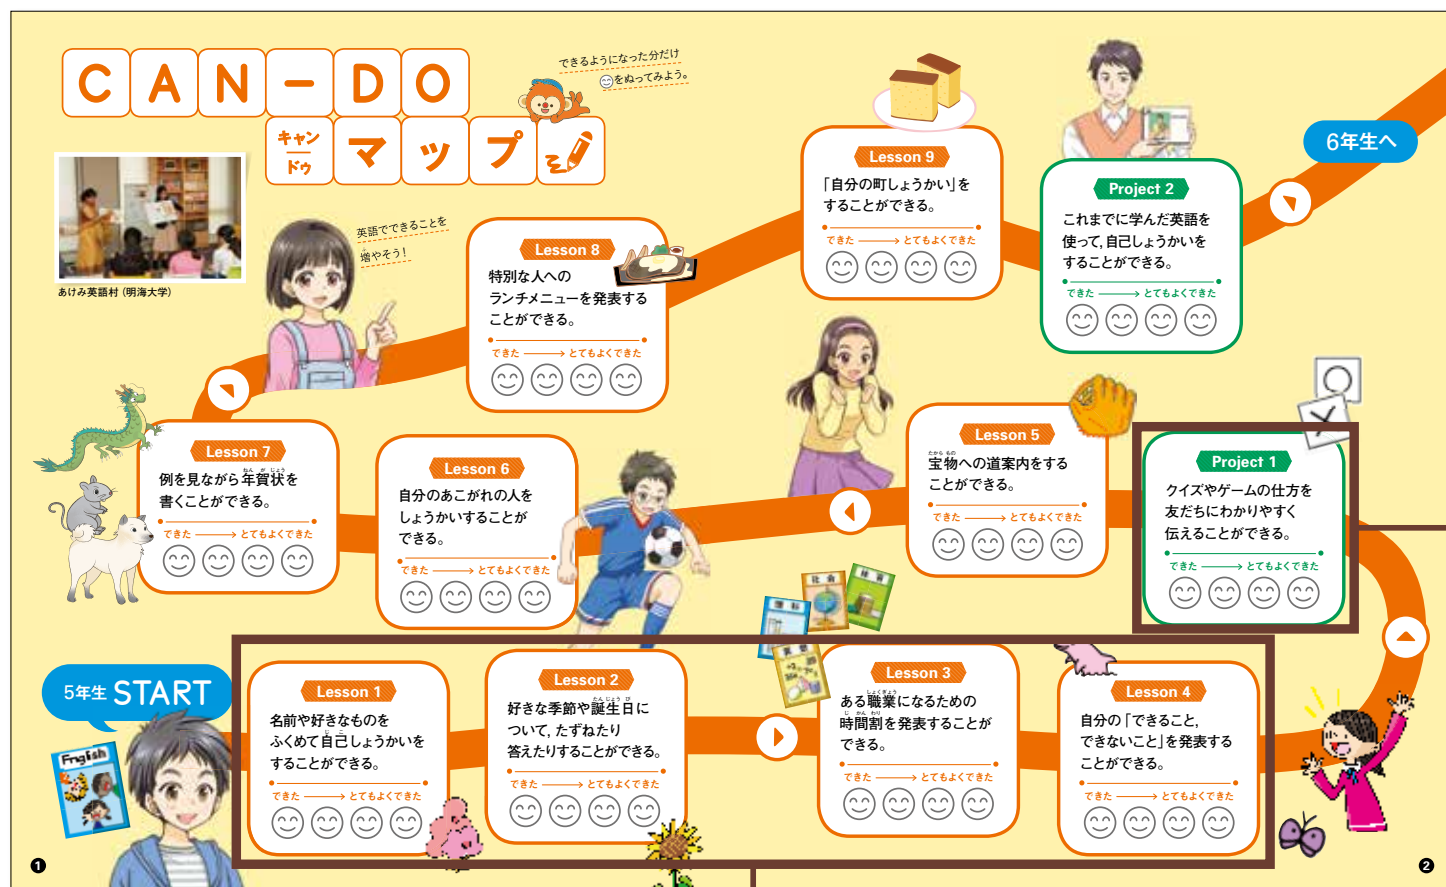 CAN-DO
キャン
ドゥ
マップ
できるようになった分だけ
をぬってみよう。
あけみ英語村（明海大学）
英語でできることを
増やそう！
5年生 START
English
Lesson 1
名前や好きなものを
ふくめて自己しょうかいを
することができる。
できた とてもよくできた
Lesson 2
好きな季節や誕生日に
ついて，たずねたり
答えたりすることができる。
できた とてもよくできた
理科
社会
総合
算数
Lesson 3
ある職業になるための
時間割を発表することが
できる。
できた とてもよくできた
Lesson 4
自分の「できること，
できないこと」を発表する
ことができる。
できた とてもよくできた
Project 1
クイズやゲームの仕方を
友だちにわかりやすく
伝えることができる。
できた とてもよくできた
Lesson 5
宝物への道案内をする
ことができる。
できた とてもよくできた
Lesson 6
自分のあこがれの人を
しょうかいすることが
できる。
できた とてもよくできた
Lesson 7
例を見ながら年賀状を
書くことができる。
できた とてもよくできた
Lesson 8
特別な人への
ランチメニューを発表する
ことができる。
できた とてもよくできた
Lesson 9
「自分の町しょうかい」を
することができる。
できた とてもよくできた
Project 2
これまでに学んだ英語を
使って，自己しょうかいを
することができる。
できた とてもよくできた
6年生へ
1
2